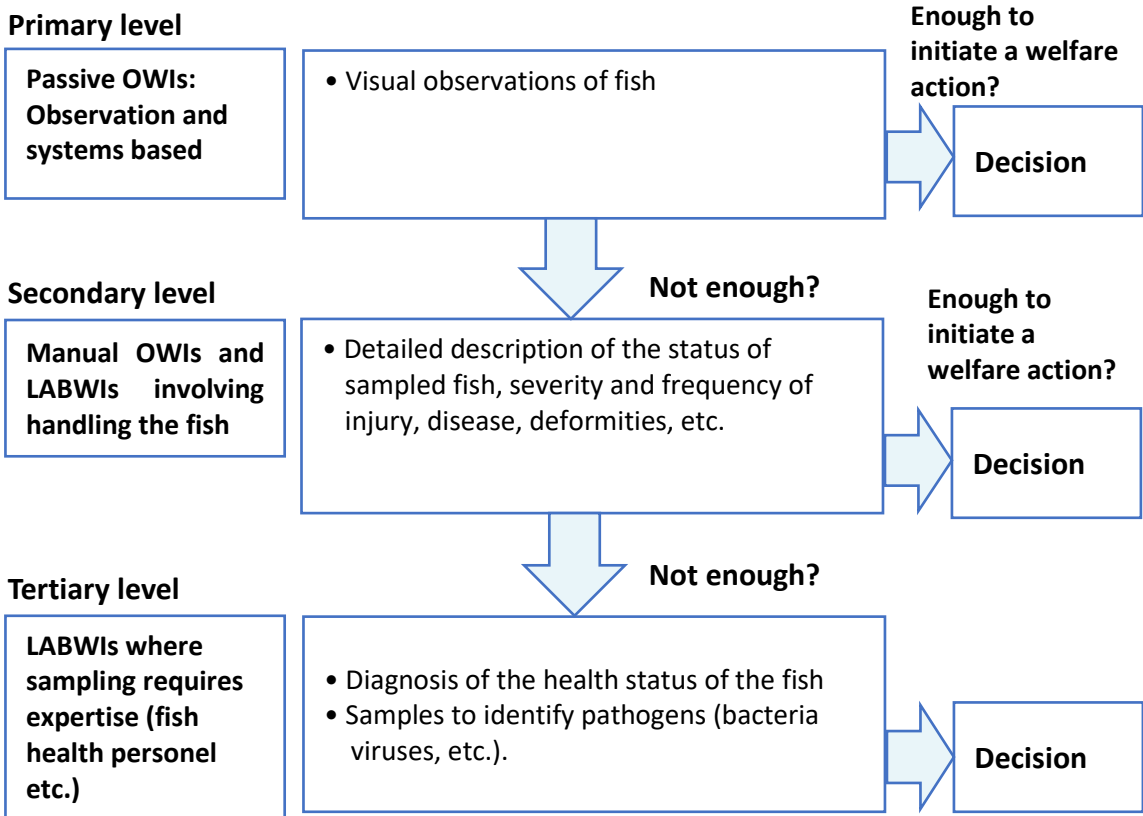 Primary level
Passive OWIs:
Observation and
systems based
• Visual observations of fish
Enough to
initiate a welfare
action?
Decision
Not enough?
Secondary level
Manual OWIs and
LABWIs involving
handling the fish
• Detailed description of the status of
sampled fish, severity and frequency of
injury, disease, deformities, etc.
Enough to
initiate a
welfare action?
Decision
Not enough?
Tertiary level
LABWIs where
sampling requires
expertise (fish
health personel
etc.)
• Diagnosis of the health status of the fish
• Samples to identify pathogens (bacteria
viruses, etc.).
Decision